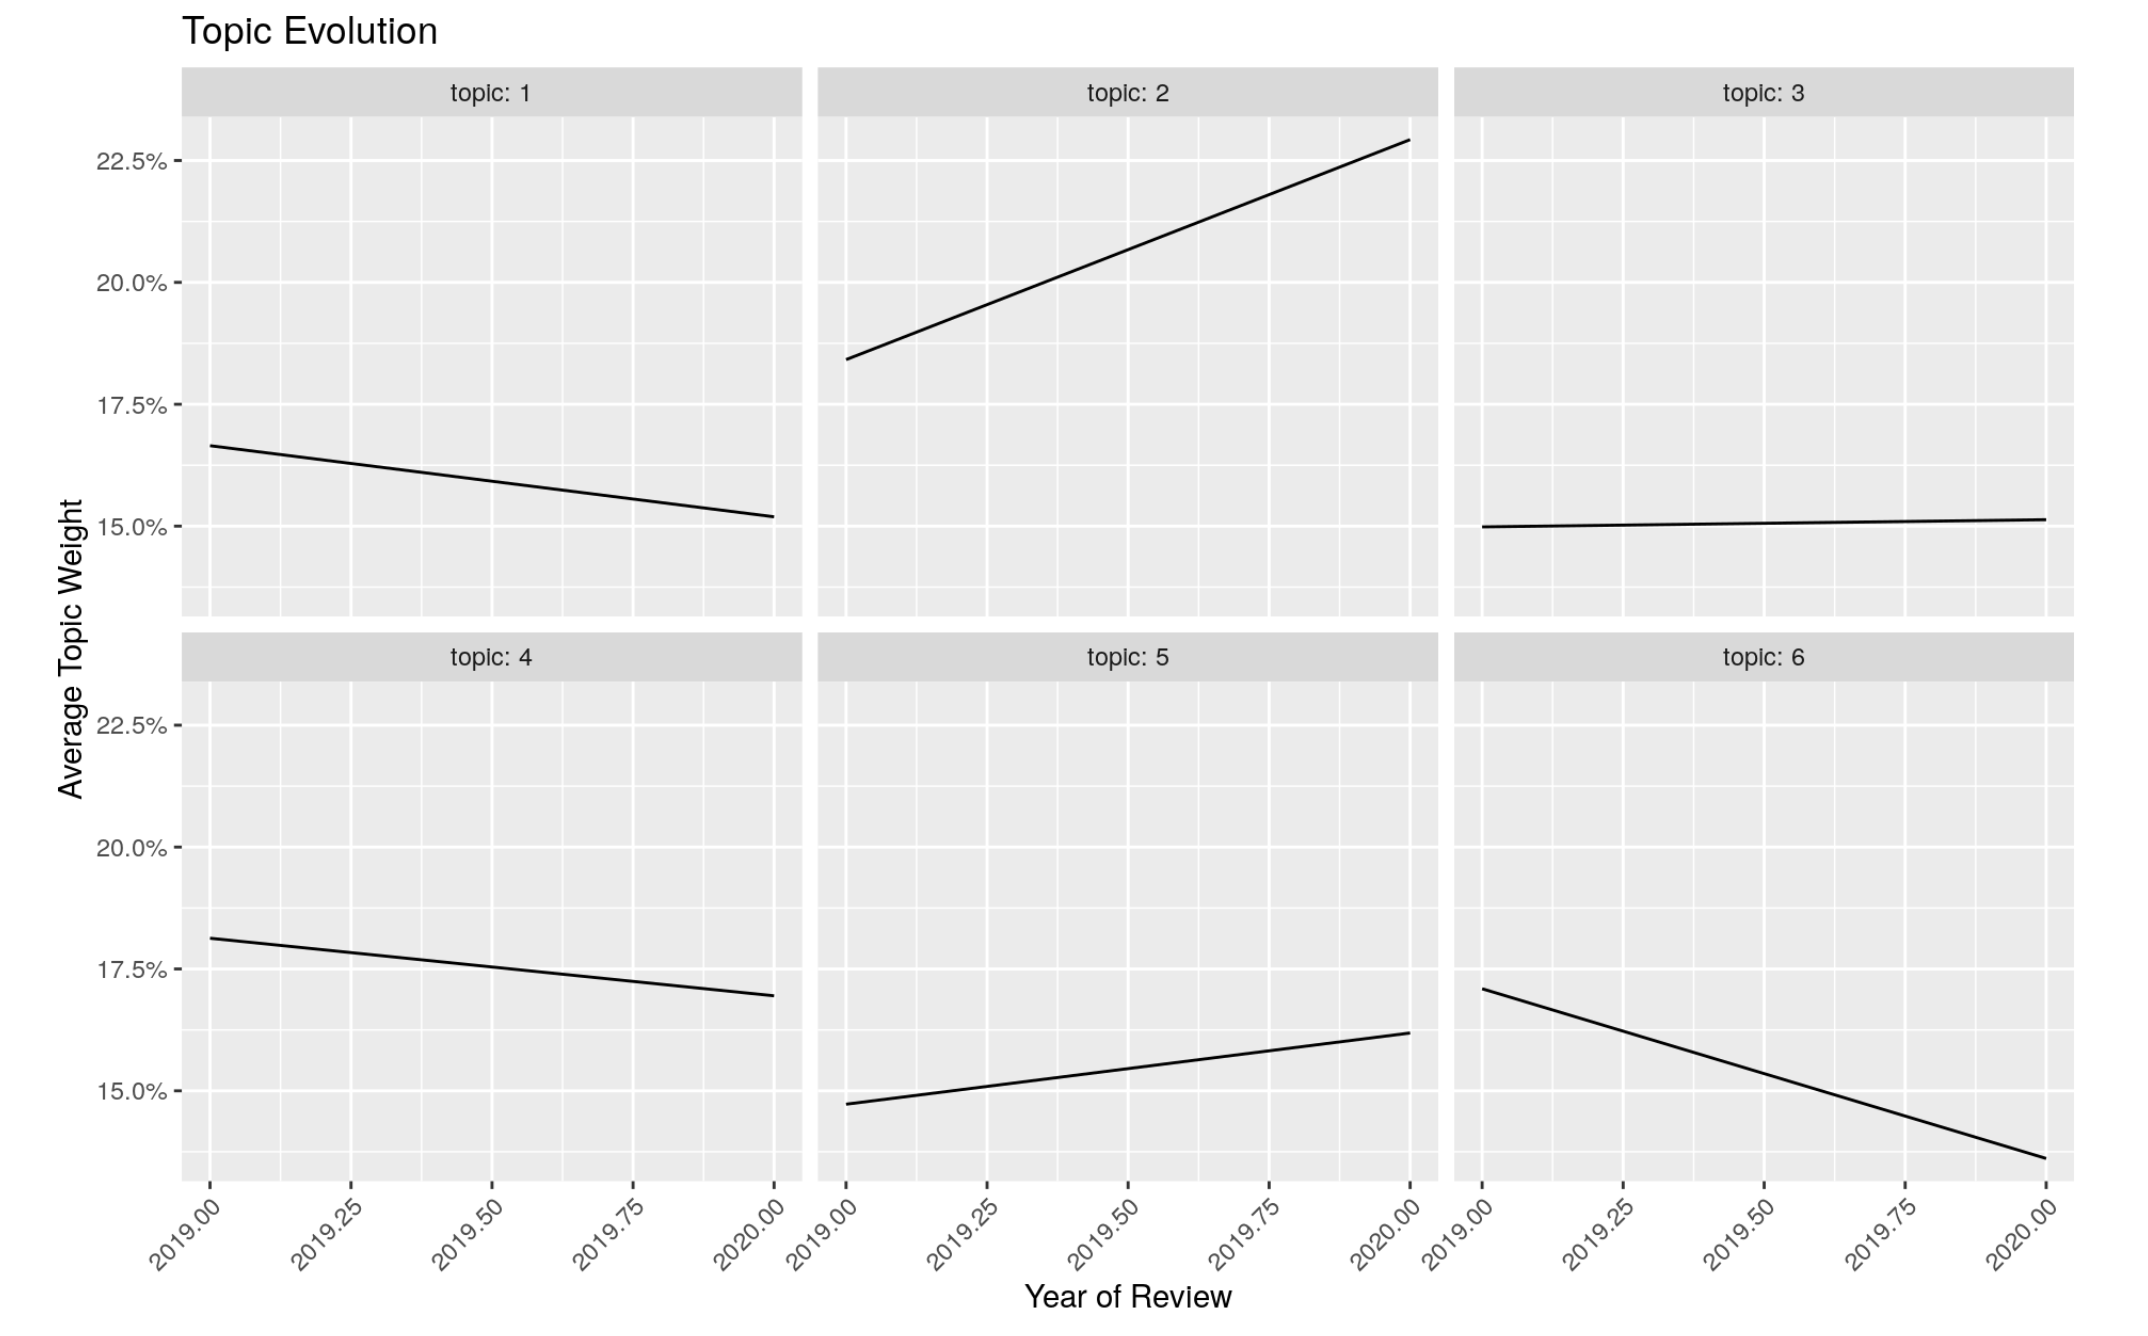 Topic Evolution
topic: 1
topic: 2
topic: 3
22.5%
20.0%
17.5%
15.0%
topic: 4
topic: 5
topic: 6
22.5%
20.0%
17.5%
15.0%
Average Topic Weight
2019.00
2019.25
2019.50
2019.75
2020.00
2019.00
2019.25
2019.50
2019.75
2020.00
2019.00
2019.25
2019.50
2019.75
2020.00
Year of Review